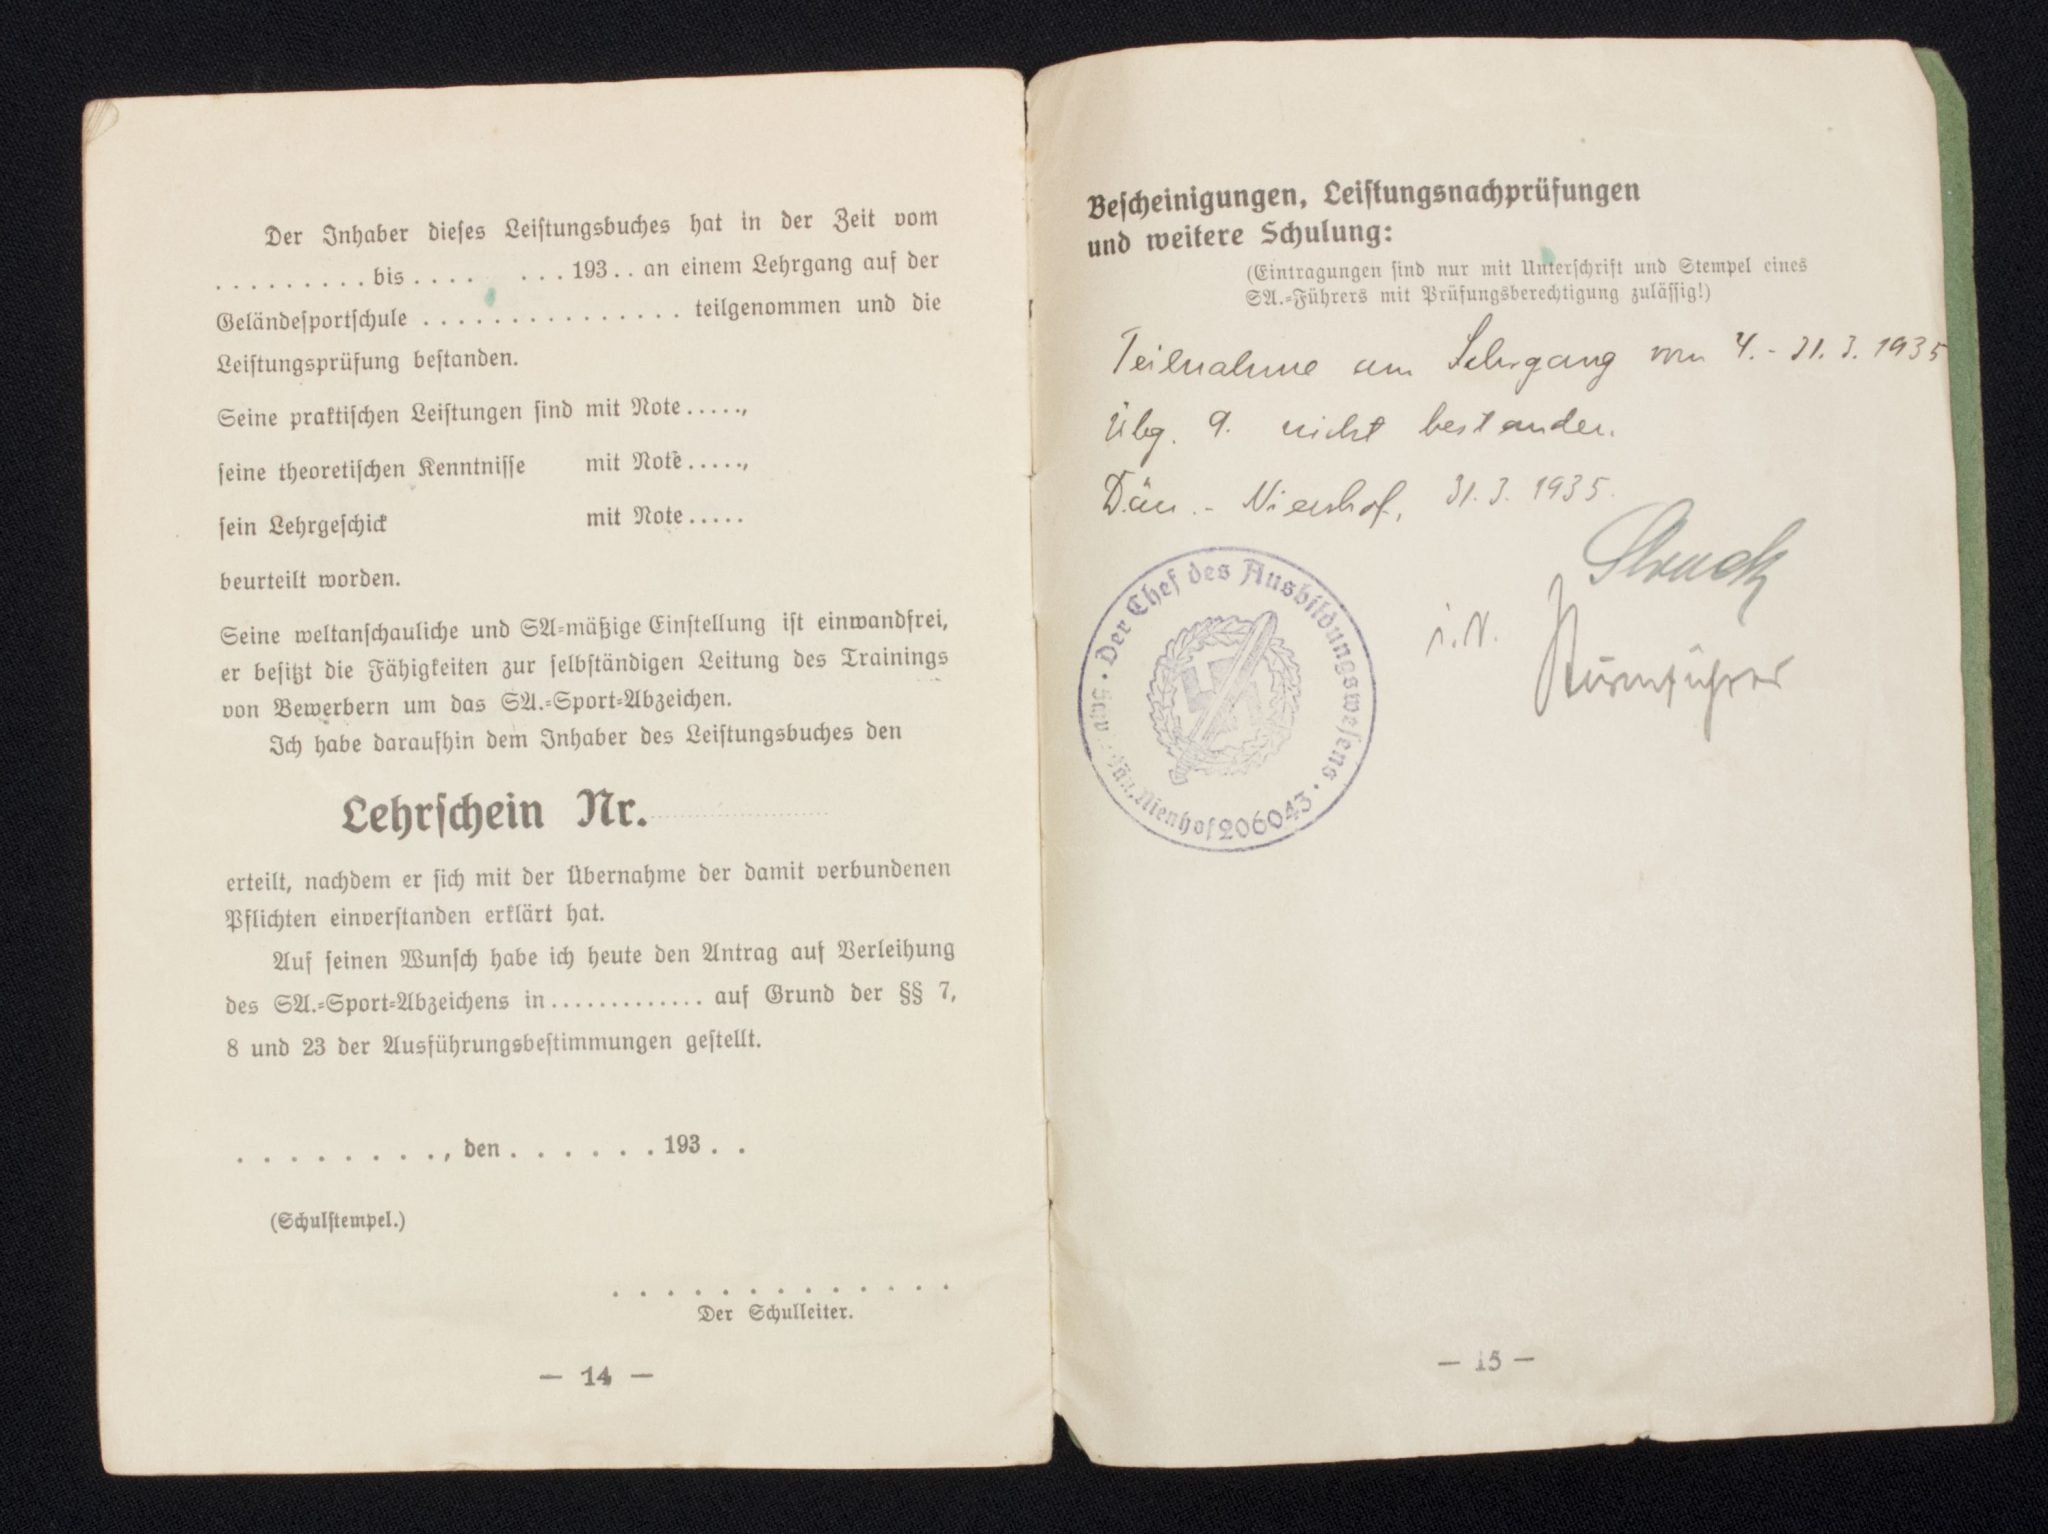 Der Inhaber dieses Leistungsbuches hat in der Zeit vom
. . . . . . . . . bis . . . . . . . 193 . . an einem Lehrgang auf der
Geländesportschule . . . . . . . . . . . . . . . teilgenommen und die
Leistungsprüfung bestanden.
Seine praktischen Leistungen sind mit Note . . . . .,
seine theoretischen Kenntnisse mit Note . . . . .,
sein Lehrgeschick mit Note . . . . .
beurteilt worden.
Seine weltanschauliche und SA-mäßige Einstellung ist einwandfrei,
er besitzt die Fähigkeiten zur selbständigen Leitung des Trainings
von Bewerbern um das SA.-Sport-Abzeichen.
Ich habe daraufhin dem Inhaber des Leistungsbuches den
Lehrschein Nr.
erteilt, nachdem er sich mit der Übernahme der damit verbundenen
Pflichten einverstanden erklärt hat.
Auf seinen Wunsch habe ich heute den Antrag auf Verleihung
des SA.-Sport-Abzeichens in . . . . . . . . . . . . . auf Grund der §§ 7,
8 und 23 der Ausführungsbestimmungen gestellt.
. . . . . . . ., den . . . . . . 193 . .
(Schulstempel.)
. . . . . . . . . . . . .
Der Schulleiter.
— 14 —
Bescheinigungen, Leistungsnachprüfungen
und weitere Schulung:
(Eintragungen sind nur mit Unterschrift und Stempel eines
SA.-Führers mit Prüfungsberechtigung zulässig!)
Teilnahme am Lehrgang vom 4. - 31. 3. 1935
Übg. 9. nicht bestanden.
Dän. - Nienhof, 31. 3. 1935.
Struck
Sturmführer
Der Chef des Ausbildungswesens
Dän. Nienhof 206043
— 15 —